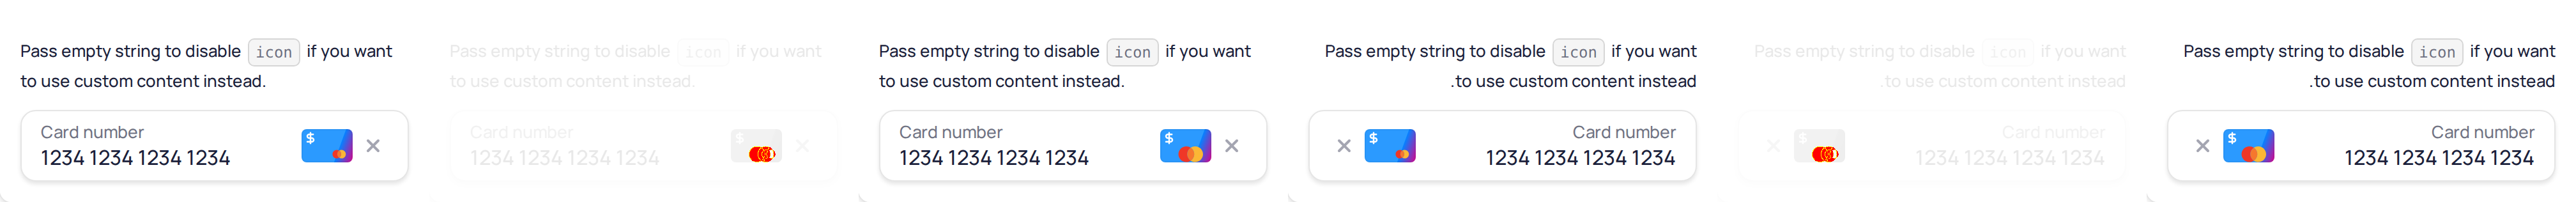 Pass empty string to disable icon if you want
to use custom content instead.
Card number
$
1234 1234 1234 1234
Pass empty string to disable icon if you want
to use custom content instead.
Card number
1234 1234 1234 1234
Pass empty string to disable icon if you want
to use custom content instead.
Card number
$
1234 1234 1234 1234
Pass empty string to disable icon if you want
.to use custom content instead
Card number
$
1234 1234 1234 1234
Pass empty string to disable icon if you want
.to use custom content instead
Card number
$
1234 1234 1234 1234
Pass empty string to disable icon if you want
.to use custom content instead
Card number
$
1234 1234 1234 1234